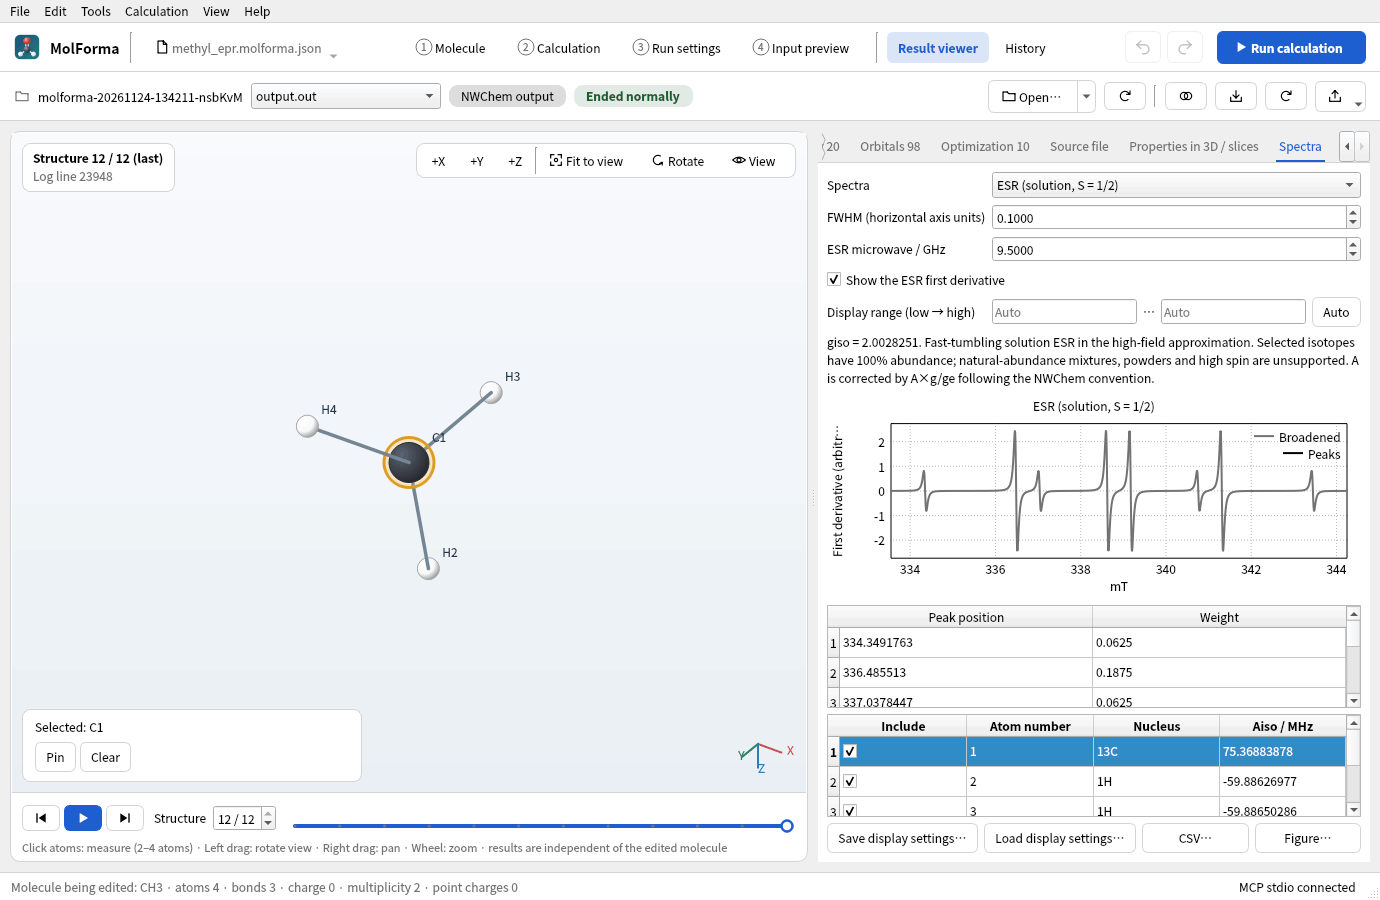 File Edit Tools Calculation View Help
MolForma
methyl_epr.molforma.json
1 Molecule
2 Calculation
3 Run settings
4 Input preview
Result viewer
History
Run calculation
molforma-20261124-134211-nsbKvM
output.out
NWChem output
Ended normally
Open…
Structure 12 / 12 (last)
Log line 23948
+X +Y +Z Fit to view Rotate View
H3
H4
C1
H2
Selected: C1
Pin Clear
X
Y
Z
Structure 12 / 12
Click atoms: measure (2–4 atoms) · Left drag: rotate view · Right drag: pan · Wheel: zoom · results are independent of the edited molecule
20 Orbitals 98 Optimization 10 Source file Properties in 3D / slices Spectra
Spectra ESR (solution, S = 1/2)
FWHM (horizontal axis units) 0.1000
ESR microwave / GHz 9.5000
Show the ESR first derivative
Display range (low → high) Auto … Auto Auto
giso = 2.0028251. Fast-tumbling solution ESR in the high-field approximation. Selected isotopes
have 100% abundance; natural-abundance mixtures, powders and high spin are unsupported. A
is corrected by A×g/ge following the NWChem convention.
ESR (solution, S = 1/2)
First derivative (arbitr…
2
1
0
-1
-2
Broadened
Peaks
334 336 338 340 342 344
mT
Peak position Weight
1 334.3491763 0.0625
2 336.485513 0.1875
3 337.0378447 0.0625
Include Atom number Nucleus Aiso / MHz
1 1 13C 75.36883878
2 2 1H -59.88626977
3 3 1H -59.88650286
Save display settings… Load display settings… CSV… Figure…
Molecule being edited: CH3 · atoms 4 · bonds 3 · charge 0 · multiplicity 2 · point charges 0
MCP stdio connected